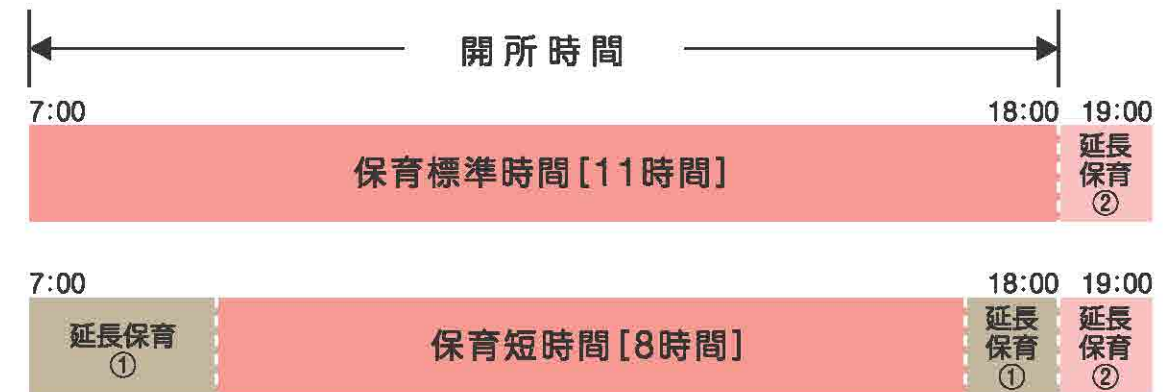 開所時間
7:00 18:00 19:00
保育標準時間[11時間]
延長
保育
②
7:00 18:00 19:00
延長保育
①
保育短時間[8時間]
延長
保育
①
延長
保育
②